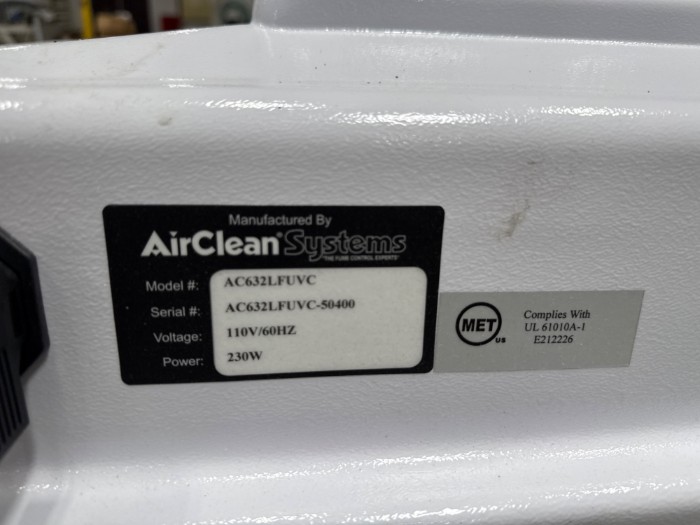 Manufactured By
AirClean® Systems
THE FUME CONTROL EXPERTS™
Model #: AC632LFUVC
Serial #: AC632LFUVC-50400
Voltage: 110V/60HZ
Power: 230W
MET US
Complies With
UL 61010A-1
E212226